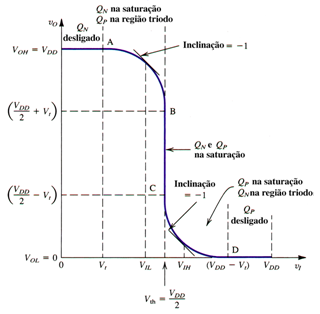 Q_N na saturação
Q_P na região triodo
v_O
Q_N
desligado
A
Inclinação = −1
V_OH = V_DD
(V_DD/2 + V_t)
B
Q_N e Q_P
na saturação
(V_DD/2 − V_t)
C
Inclinação
= −1
Q_P na saturação
Q_N na região triodo
Q_P
desligado
D
V_OL = 0
0 V_t V_IL V_IH (V_DD − V_t) V_DD v_I
V_th = V_DD/2